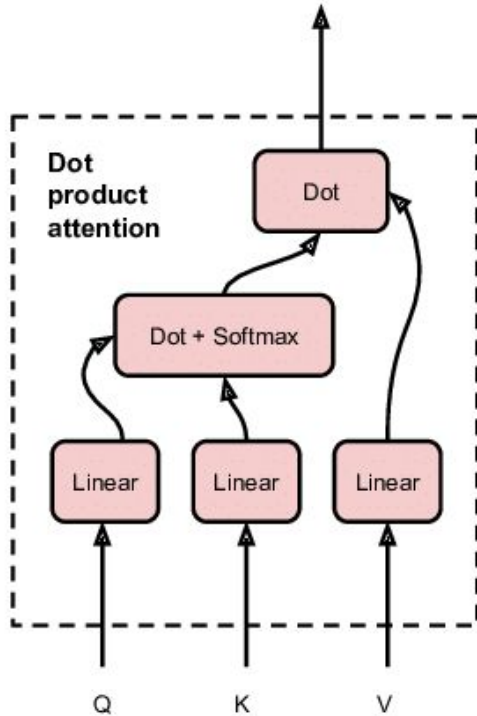 Dot
product
attention
Dot
Dot + Softmax
Linear
Linear
Linear
Q
K
V